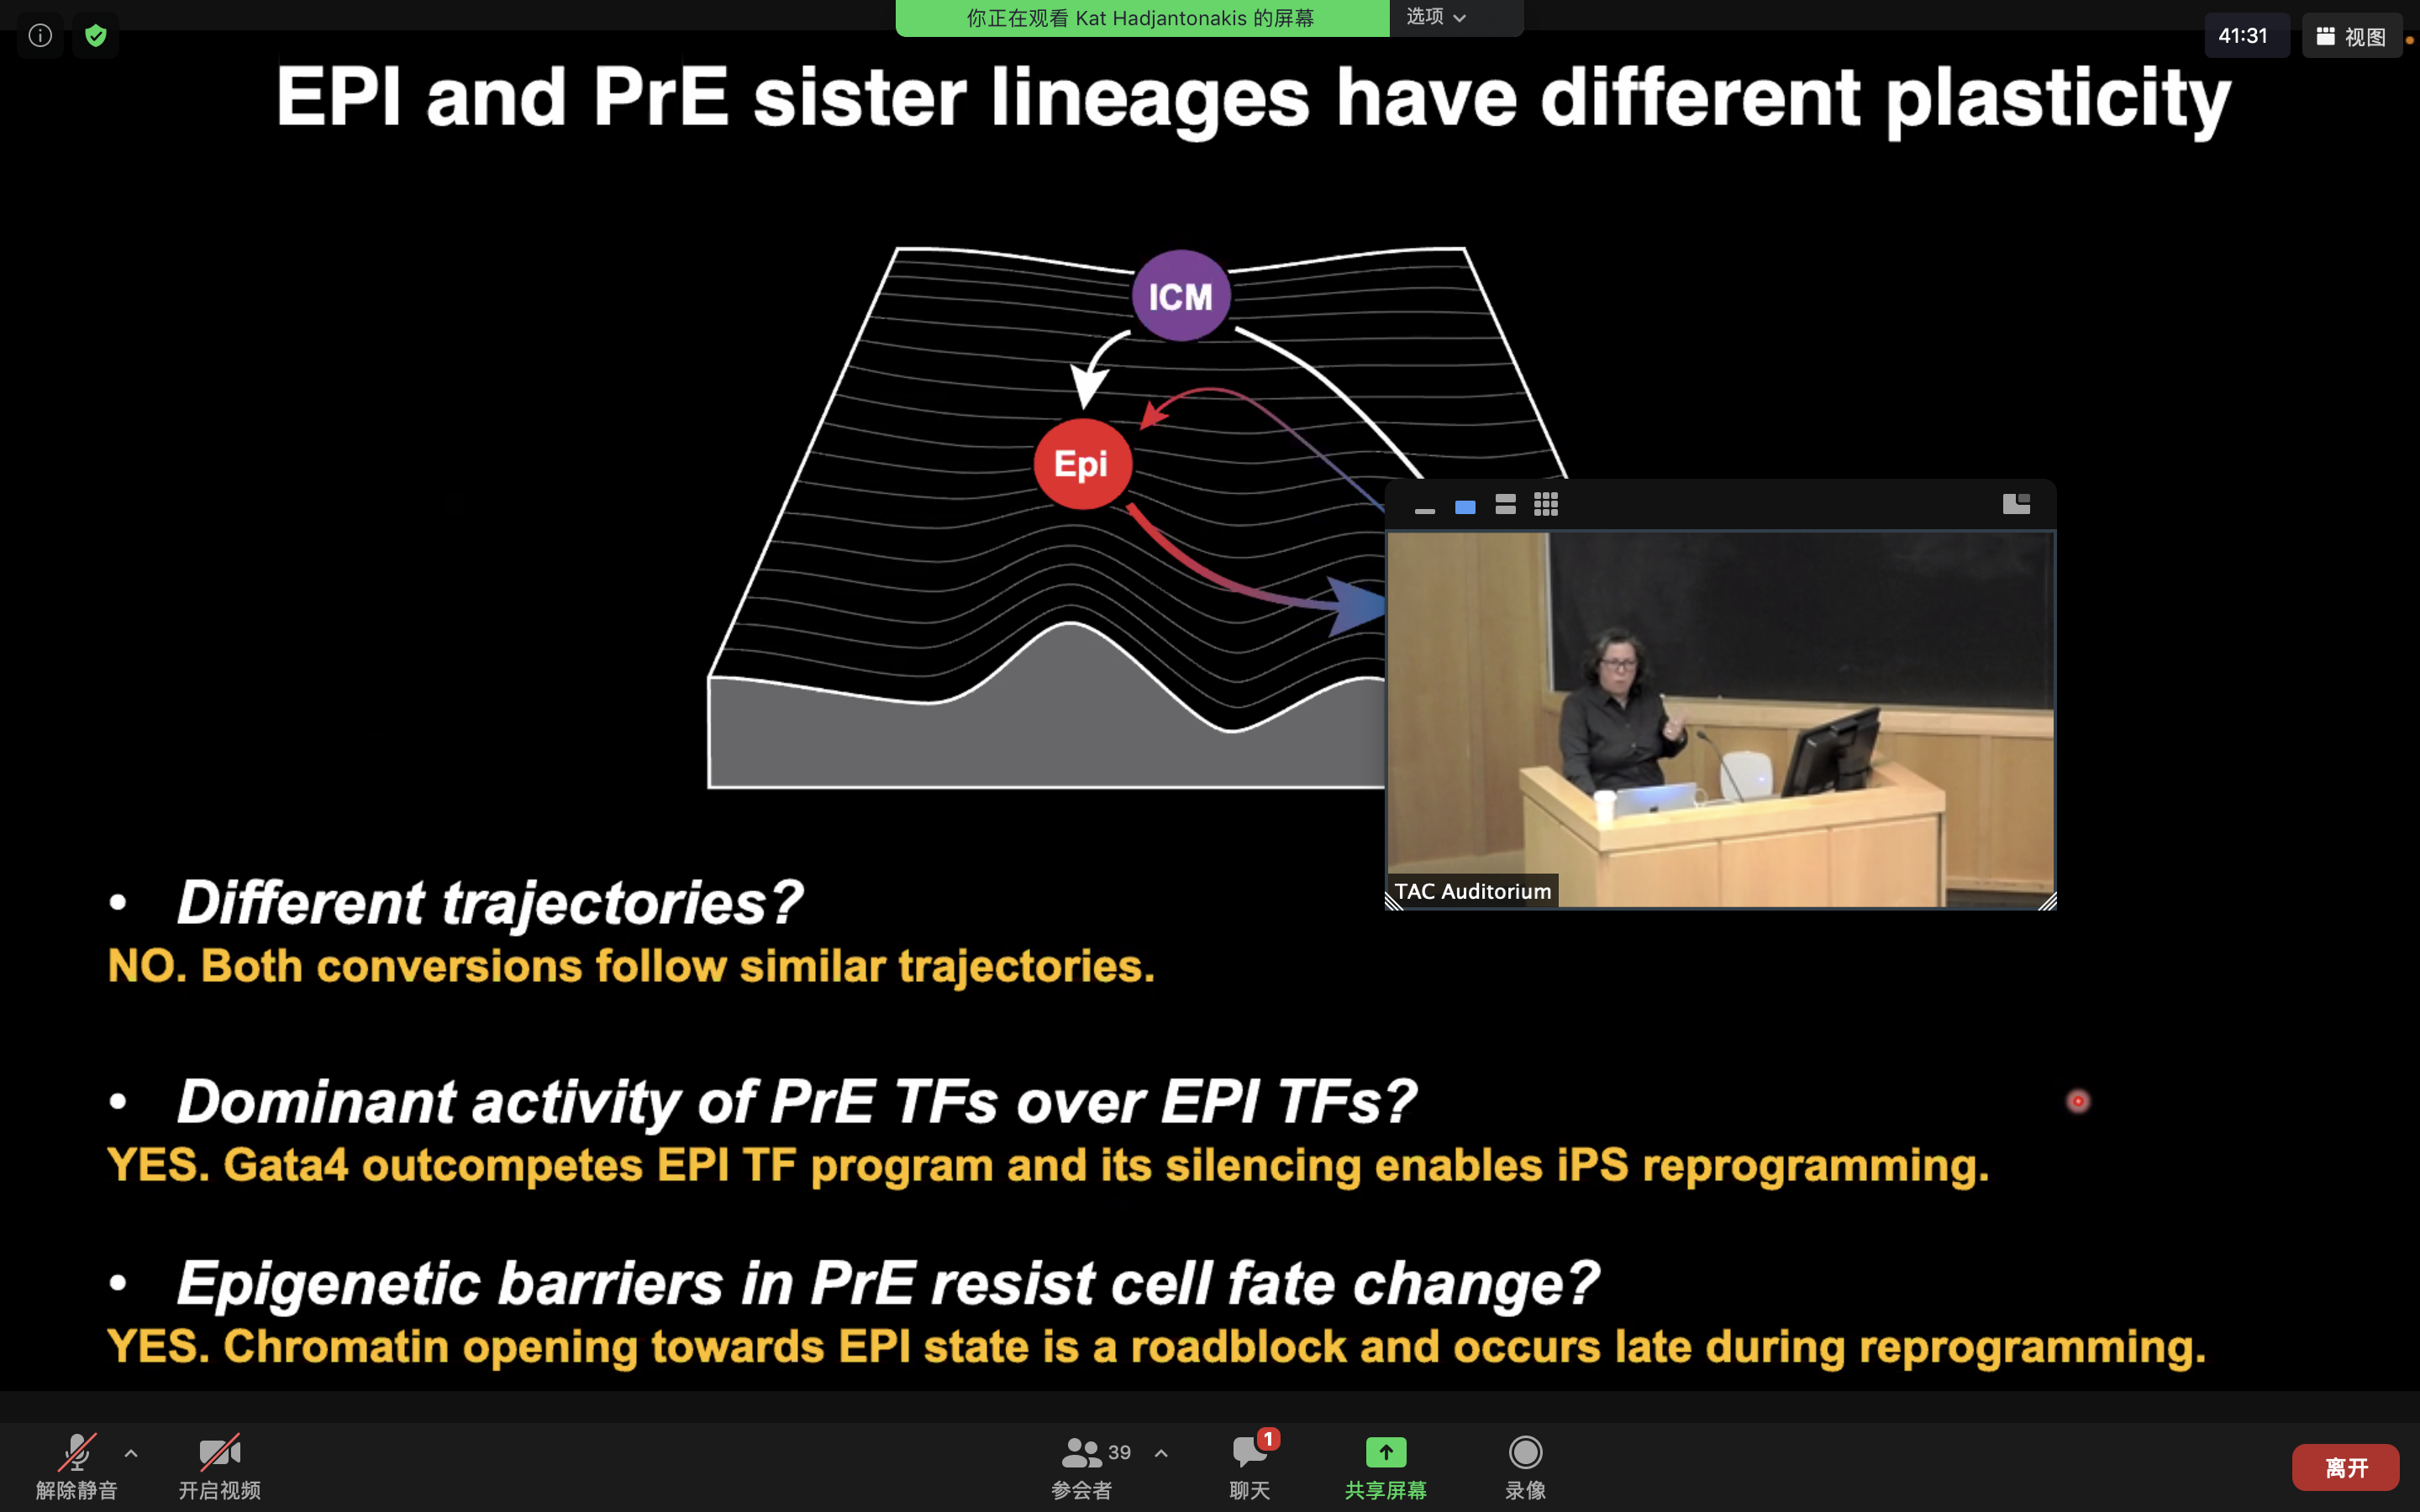 你正在观看 Kat Hadjantonakis 的屏幕
选项
41:31
视图
EPI and PrE sister lineages have different plasticity
ICM
Epi
TAC Auditorium
• Different trajectories?
NO. Both conversions follow similar trajectories.
• Dominant activity of PrE TFs over EPI TFs?
YES. Gata4 outcompetes EPI TF program and its silencing enables iPS reprogramming.
• Epigenetic barriers in PrE resist cell fate change?
YES. Chromatin opening towards EPI state is a roadblock and occurs late during reprogramming.
解除静音
开启视频
39
参会者
1
聊天
共享屏幕
录像
离开